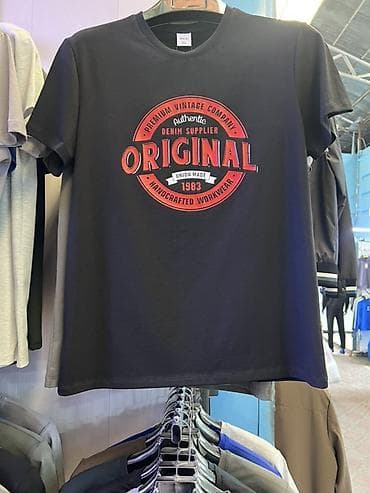 PREMIUM VINTAGE COMPANY
Authentic
DENIM SUPPLIER
ORIGINAL
UNION MADE
1983
HANDCRAFTED WORKWEAR